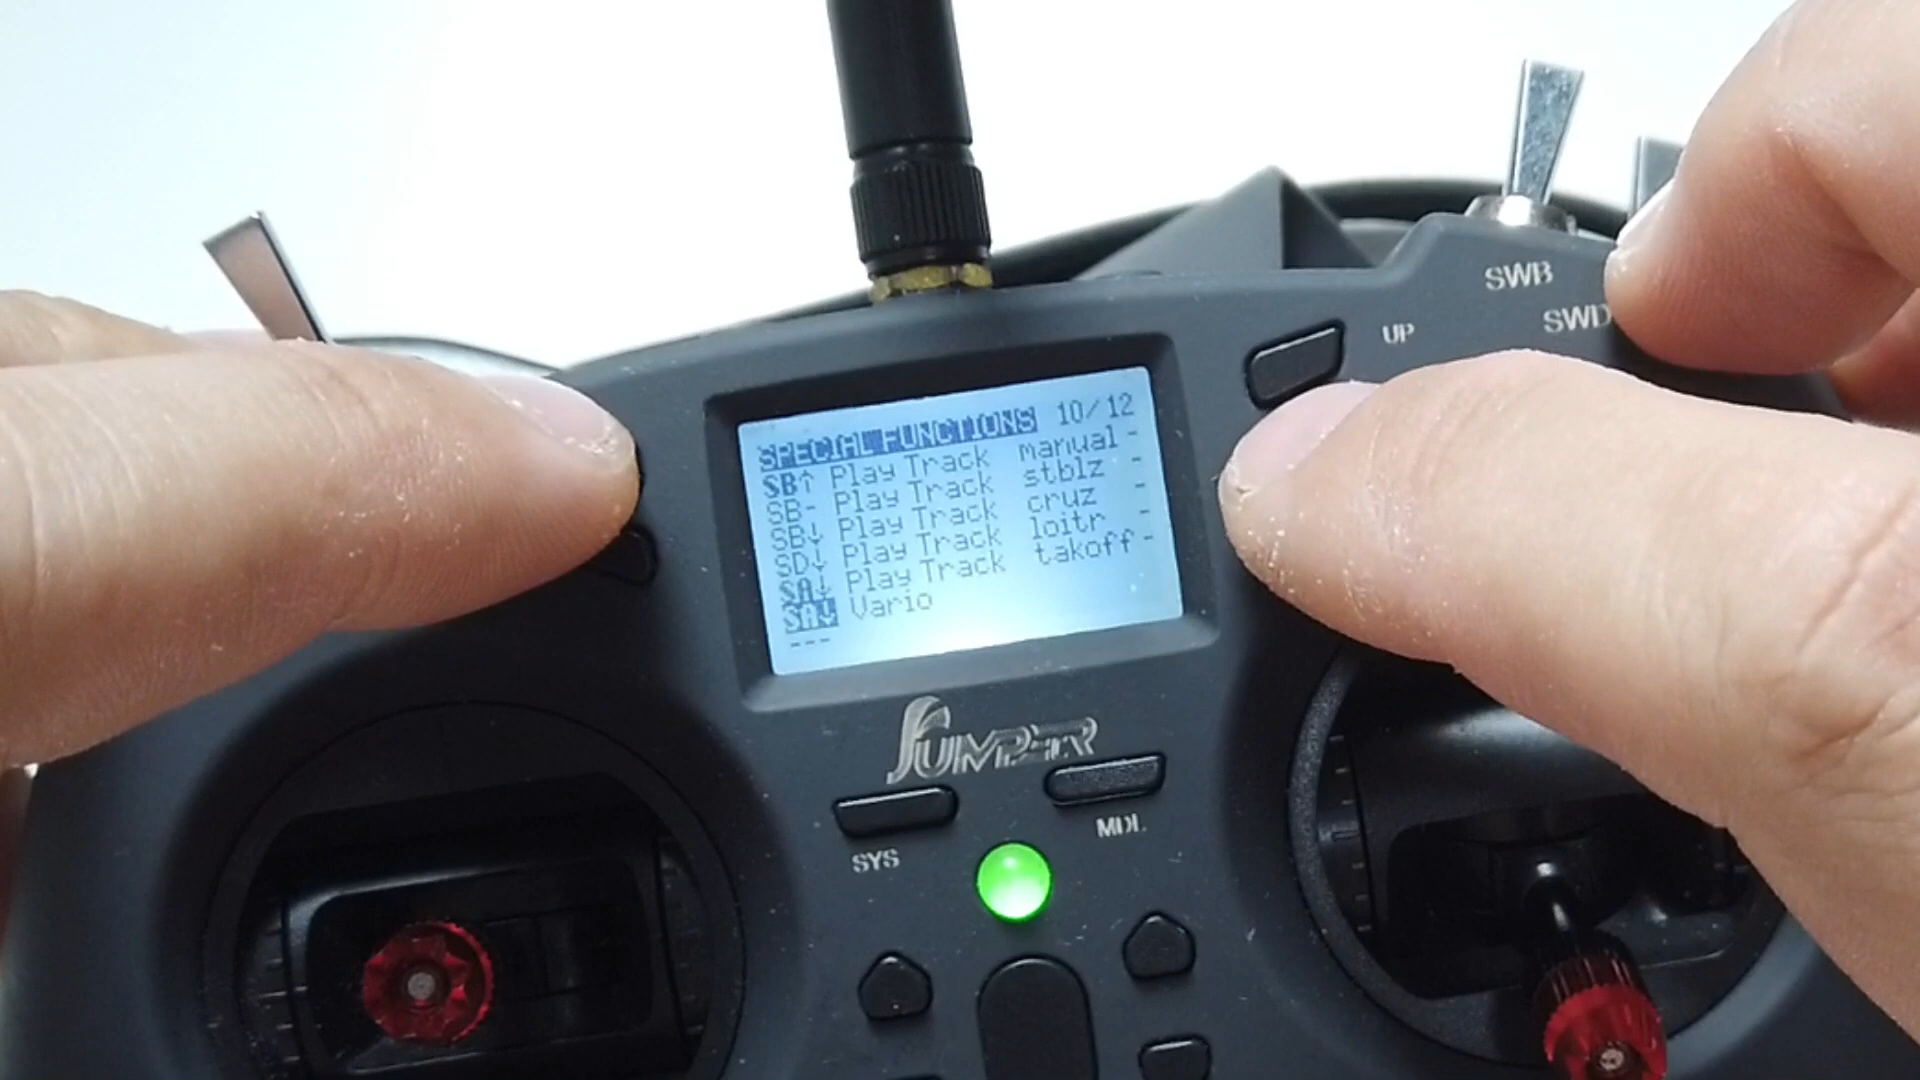 SWB
SWD
UP
SPECIAL FUNCTIONS 10/12
SB↑ Play Track manual -
SB- Play Track stblz -
SB↓ Play Track cruz -
SD↓ Play Track loitr -
SA↓ Play Track takoff -
SA↓ Vario
---
JUMPER
SYS
MDL